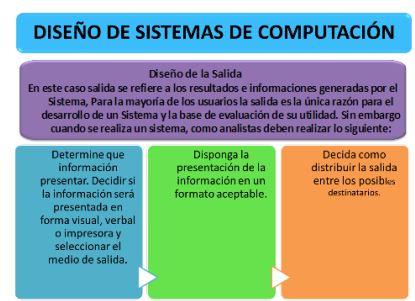 DISEÑO DE SISTEMAS DE COMPUTACIÓN
Diseño de la Salida
En este caso salida se refiere a los resultados e informaciones generadas por el
Sistema, Para la mayoría de los usuarios la salida es la única razón para el
desarrollo de un Sistema y la base de evaluación de su utilidad. Sin embargo
cuando se realiza un sistema, como analistas deben realizar lo siguiente:
Determine que
información
presentar. Decidir si
la información será
presentada en
forma visual, verbal
o impresora y
seleccionar el
medio de salida.
Disponga la
presentación de la
información en un
formato aceptable.
Decida como
distribuir la salida
entre los posibles
destinatarios.